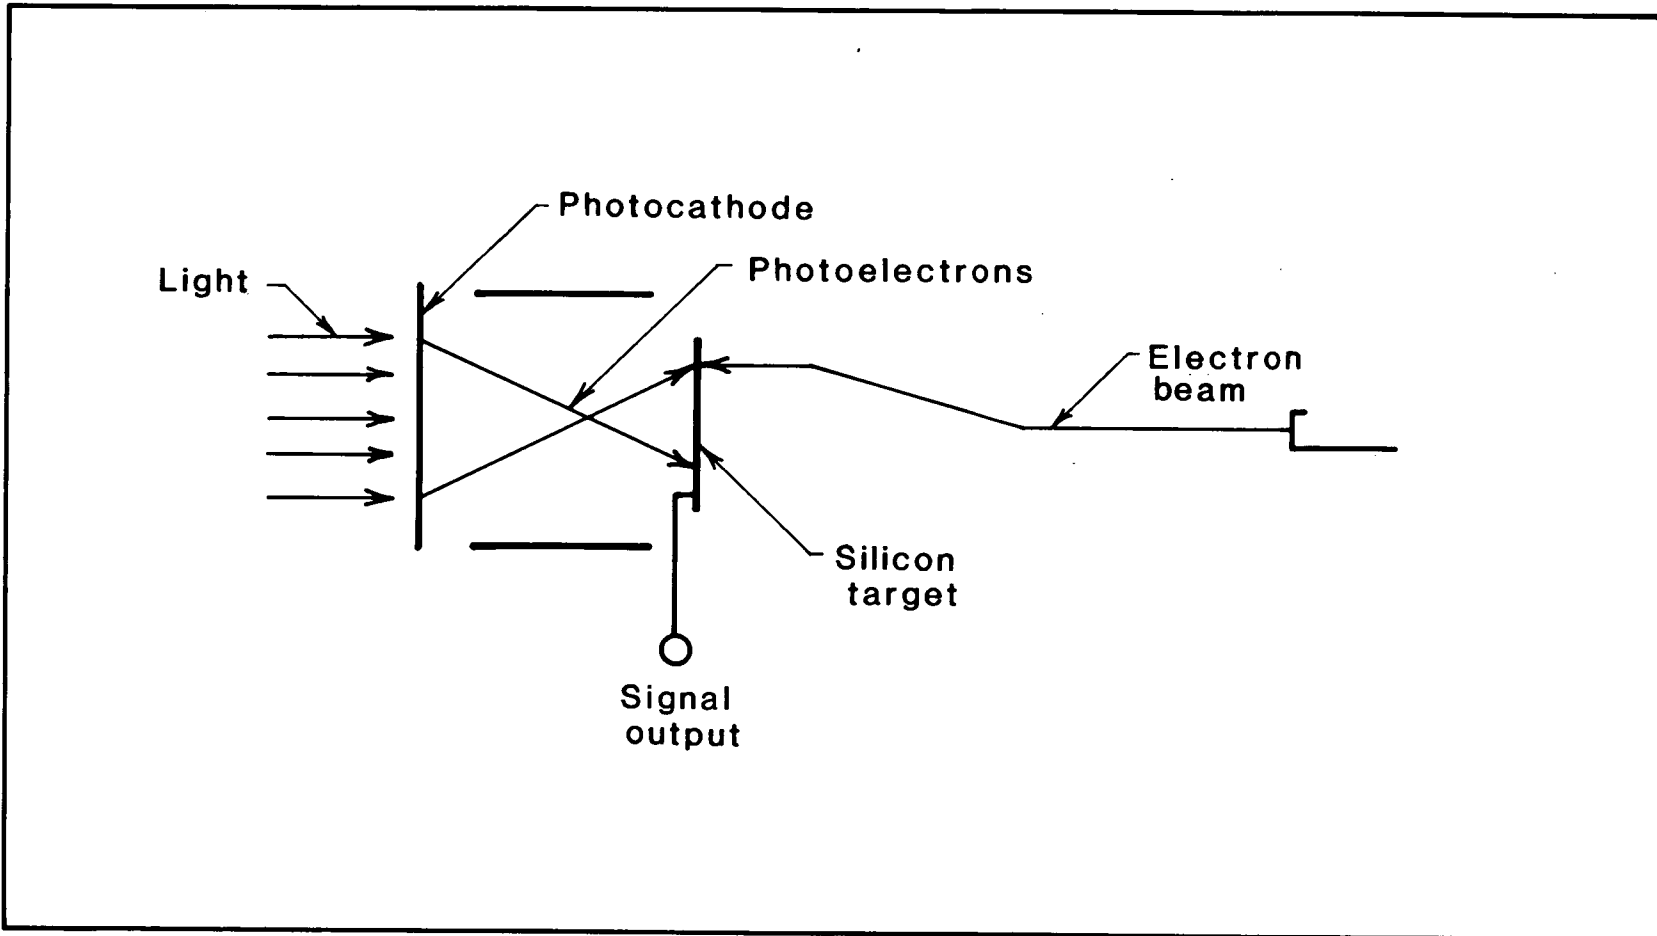 Photocathode
Photoelectrons
Light
Electron
beam
Silicon
target
Signal
output